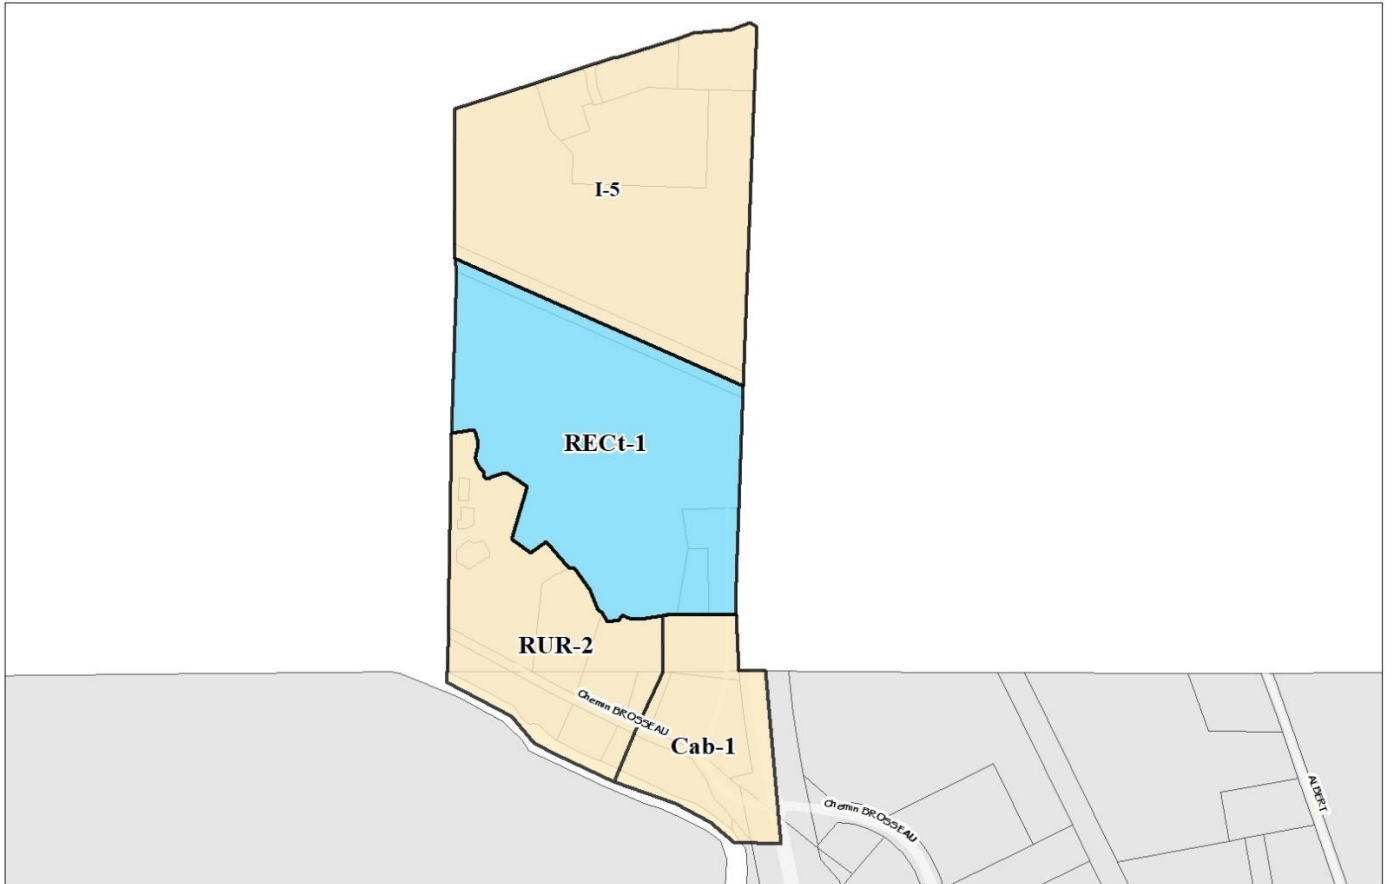 I-5
RECt-1
RUR-2
Chemin BROSSEAU
Cab-1
Chemin BROSSEAU
ALBERT